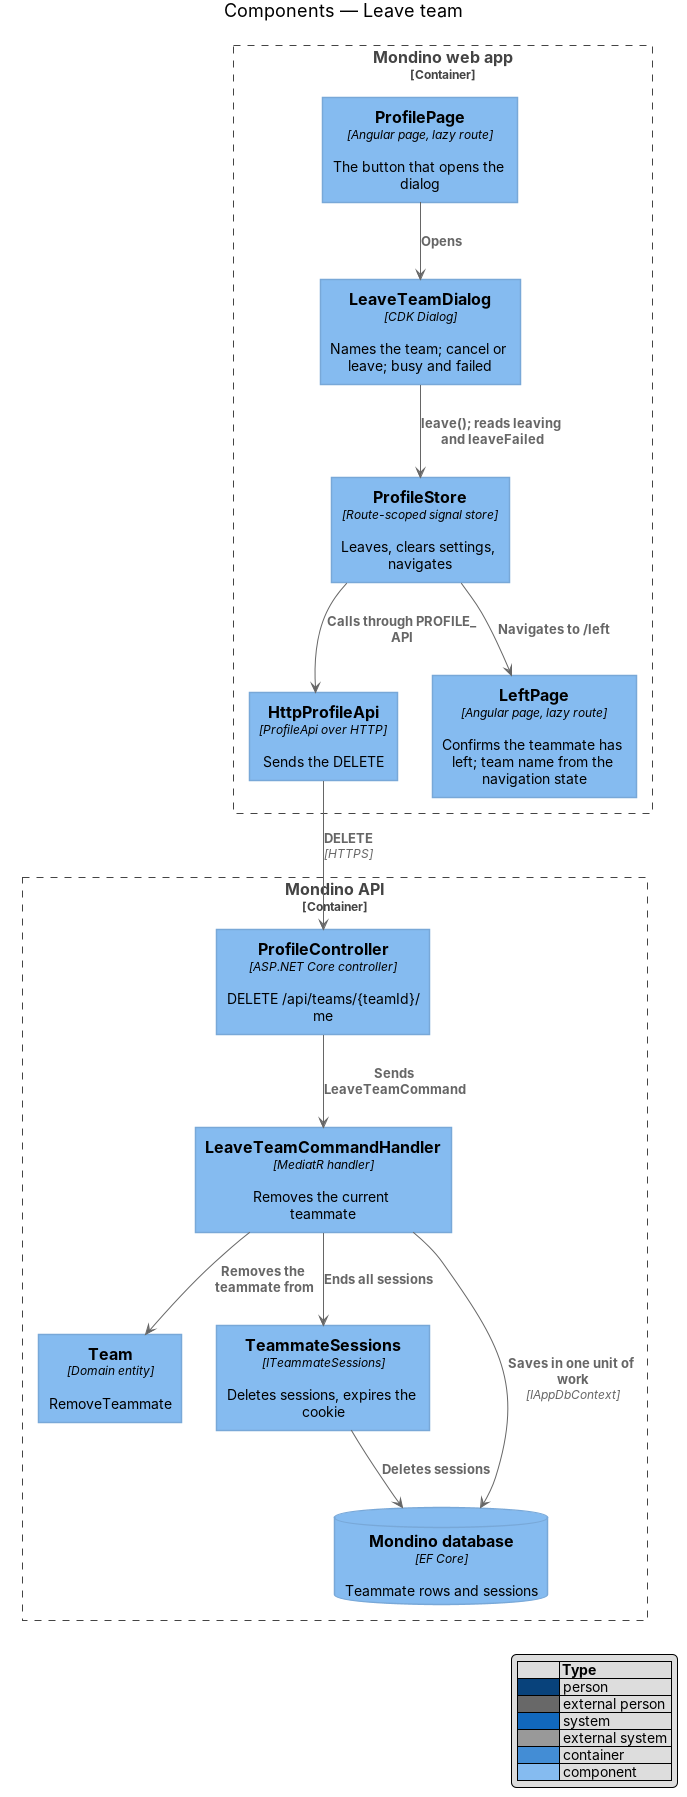 Components — Leave team
Mondino web app
[Container]
ProfilePage
[Angular page, lazy route]
The button that opens the
dialog
Opens
LeaveTeamDialog
[CDK Dialog]
Names the team; cancel or
leave; busy and failed
leave(); reads leaving
and leaveFailed
ProfileStore
[Route-scoped signal store]
Leaves, clears settings,
navigates
Calls through PROFILE_
API
Navigates to /left
HttpProfileApi
[ProfileApi over HTTP]
Sends the DELETE
LeftPage
[Angular page, lazy route]
Confirms the teammate has
left; team name from the
navigation state
DELETE
[HTTPS]
Mondino API
[Container]
ProfileController
[ASP.NET Core controller]
DELETE /api/teams/{teamId}/
me
Sends
LeaveTeamCommand
LeaveTeamCommandHandler
[MediatR handler]
Removes the current
teammate
Removes the
teammate from
Ends all sessions
Saves in one unit of
work
[IAppDbContext]
Team
[Domain entity]
RemoveTeammate
TeammateSessions
[ITeammateSessions]
Deletes sessions, expires the
cookie
Deletes sessions
Mondino database
[EF Core]
Teammate rows and sessions
Type
person
external person
system
external system
container
component